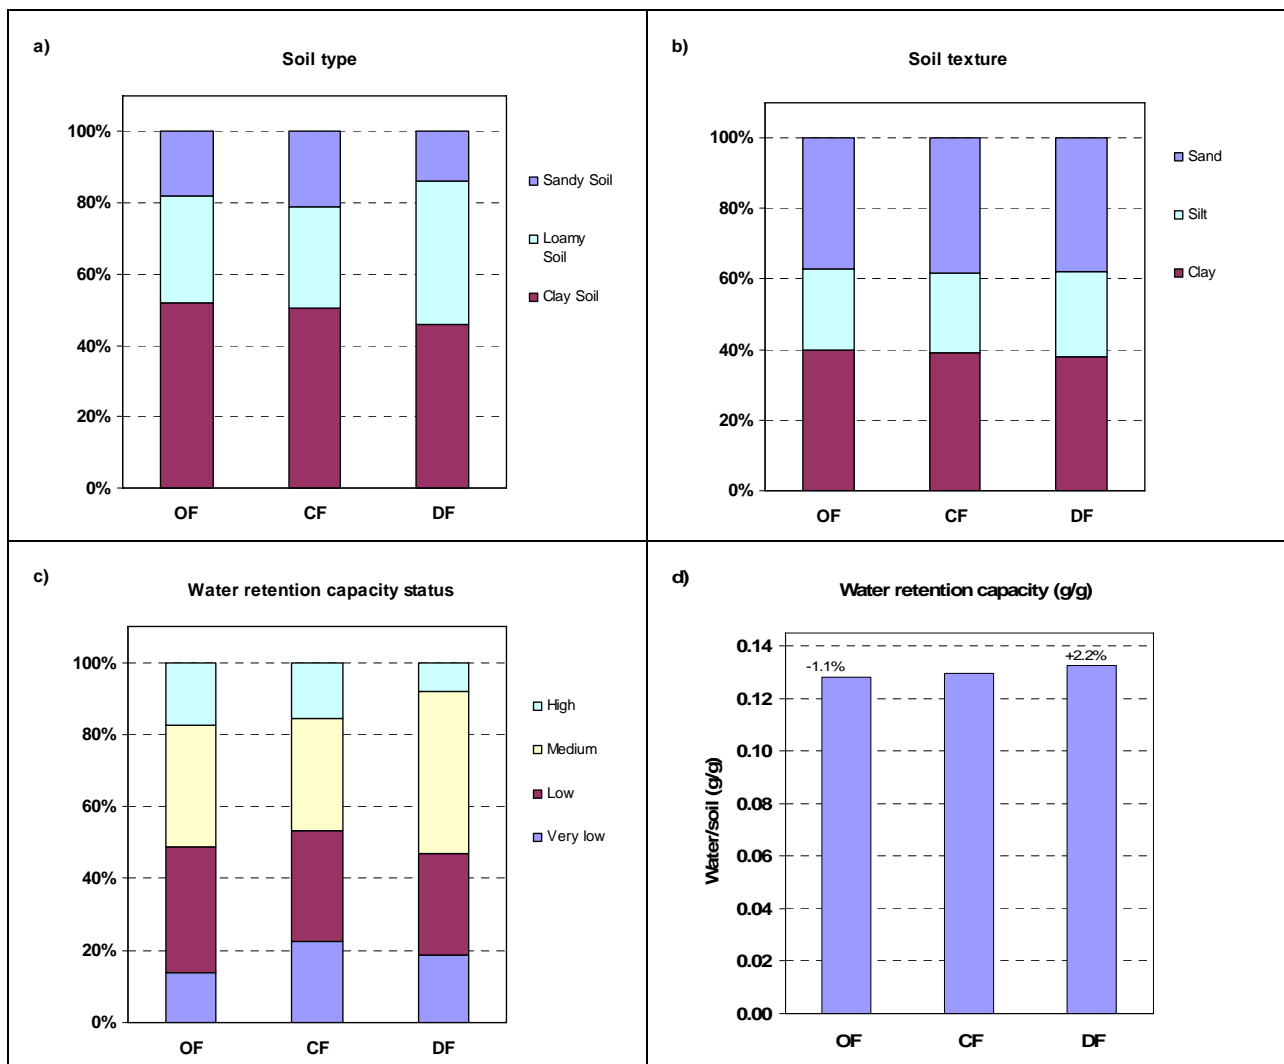 a)
Soil type
100%
80%
60%
40%
20%
0%
OF CF DF
Sandy Soil
Loamy
Soil
Clay Soil
b)
Soil texture
100%
80%
60%
40%
20%
0%
OF CF DF
Sand
Silt
Clay
c)
Water retention capacity status
100%
80%
60%
40%
20%
0%
OF CF DF
High
Medium
Low
Very low
d)
Water retention capacity (g/g)
Water/soil (g/g)
0.14
0.12
0.10
0.08
0.06
0.04
0.02
0.00
-1.1%
+2.2%
OF CF DF